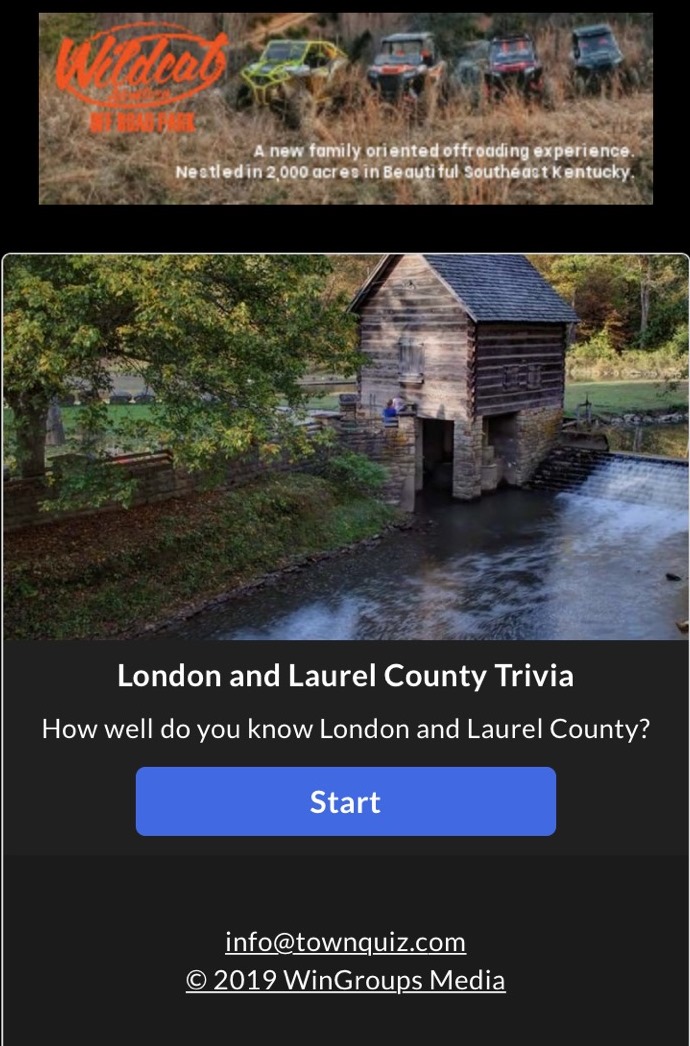 Wildcat
OFF ROAD PARK
A new family oriented offroading experience.
Nestled in 2,000 acres in Beautiful Southeast Kentucky.
London and Laurel County Trivia
How well do you know London and Laurel County?
Start
info@townquiz.com
© 2019 WinGroups Media